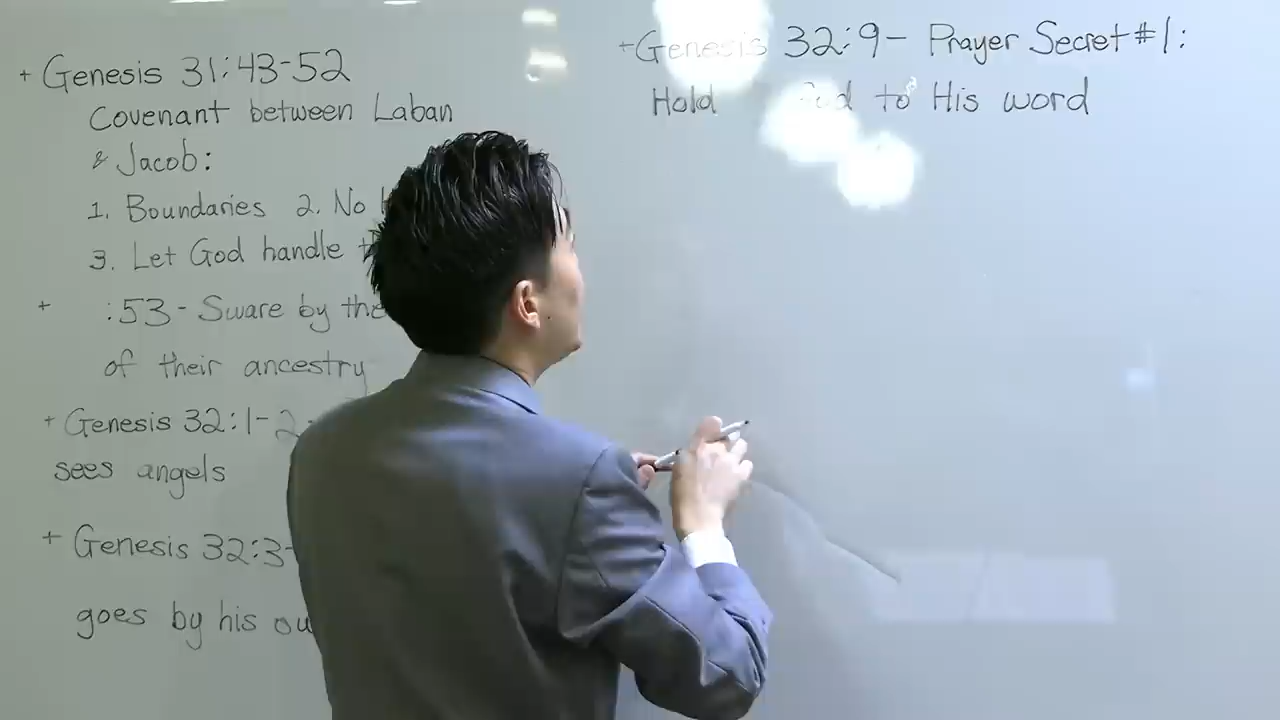 + Genesis 31:43-52
Covenant between Laban
& Jacob:
1. Boundaries 2. No
3. Let God handle
+ :53 - Sware by the
of their ancestry
+ Genesis 32:1-2
sees angels
+ Genesis 32:3-
goes by his
+Genesis 32:9- Prayer Secret #1:
Hold God to His word